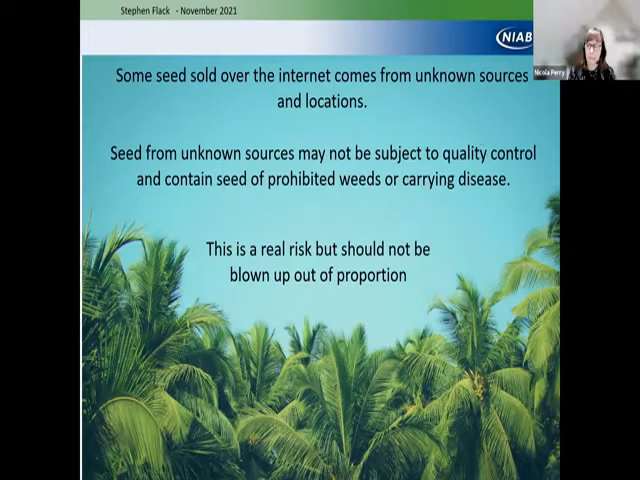 Stephen Flack - November 2021
NIAB
Nicola Perry
Some seed sold over the internet comes from unknown sources
and locations.
Seed from unknown sources may not be subject to quality control
and contain seed of prohibited weeds or carrying disease.
This is a real risk but should not be
blown up out of proportion